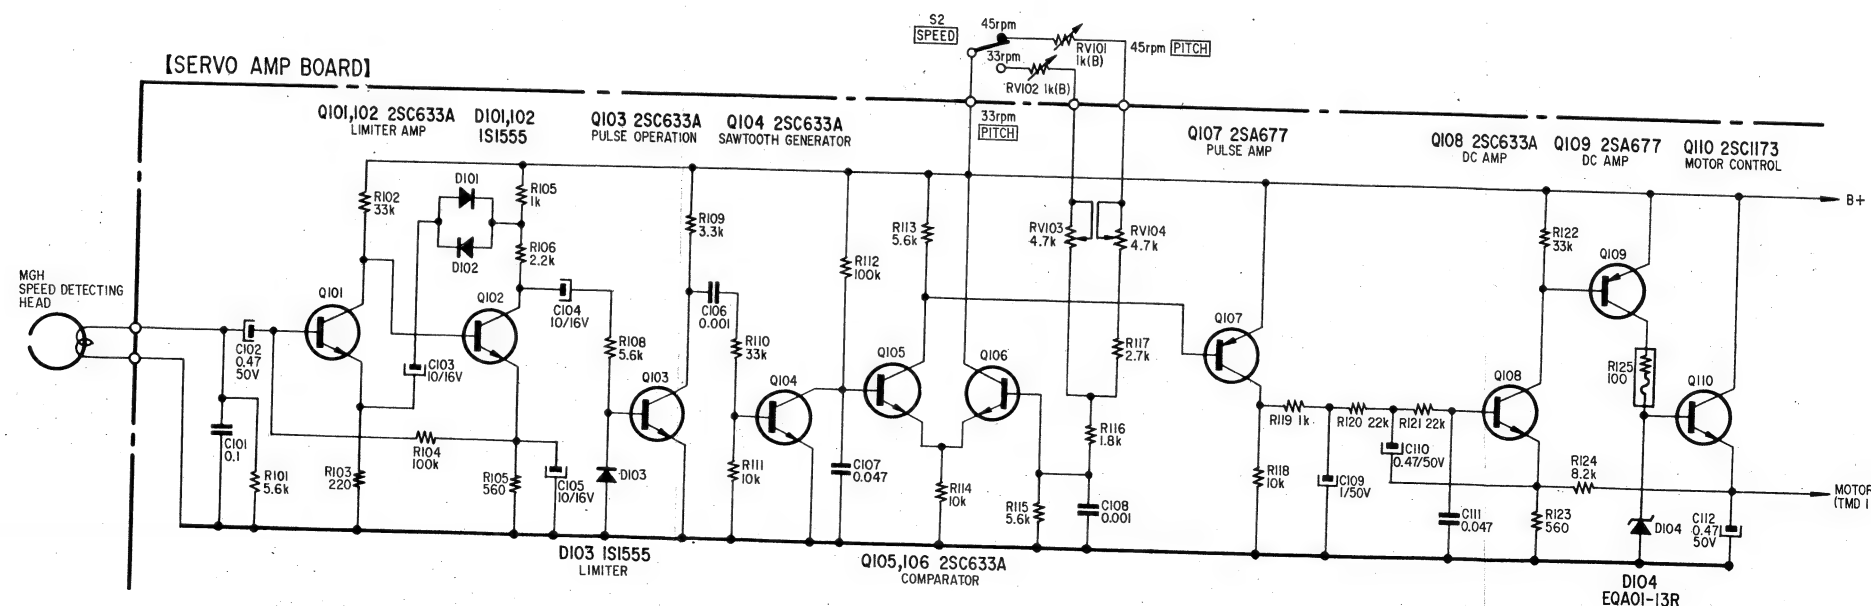 S2
SPEED
45rpm
33rpm
RV101
1k(B)
45rpm PITCH
RV102 1k(B)
【SERVO AMP BOARD】
33rpm
PITCH
Q101,102 2SC633A
LIMITER AMP
D101,102
1S1555
Q103 2SC633A
PULSE OPERATION
Q104 2SC633A
SAWTOOTH GENERATOR
Q107 2SA677
PULSE AMP
Q108 2SC633A
DC AMP
Q109 2SA677
DC AMP
Q110 2SC1173
MOTOR CONTROL
B+
R102
33k
D101
D102
R105
1k
R106
2.2k
R109
3.3k
R112
100k
R113
5.6k
RV103
4.7k
RV104
4.7k
R122
33k
Q109
MGH
SPEED DETECTING
HEAD
Q101
Q102
C104
10/16V
C106
0.001
C102
0.47
50V
C103
10/16V
R108
5.6k
R110
33k
Q103
Q104
Q105
Q106
R117
2.7k
Q107
Q108
R125
100
Q110
C101
0.1
R101
5.6k
R104
100k
R103
220
R105
560
C105
10/16V
D103
R111
10k
C107
0.047
R114
10k
R116
1.8k
R115
5.6k
C108
0.001
R119 1k
R120 22k
R121 22k
R118
10k
C109
1/50V
C110
0.47/50V
C111
0.047
R124
8.2k
R123
560
D104
C112
0.47
50V
MOTOR
(TMD 1
D103 1S1555
LIMITER
Q105,106 2SC633A
COMPARATOR
D104
EQA01-13R